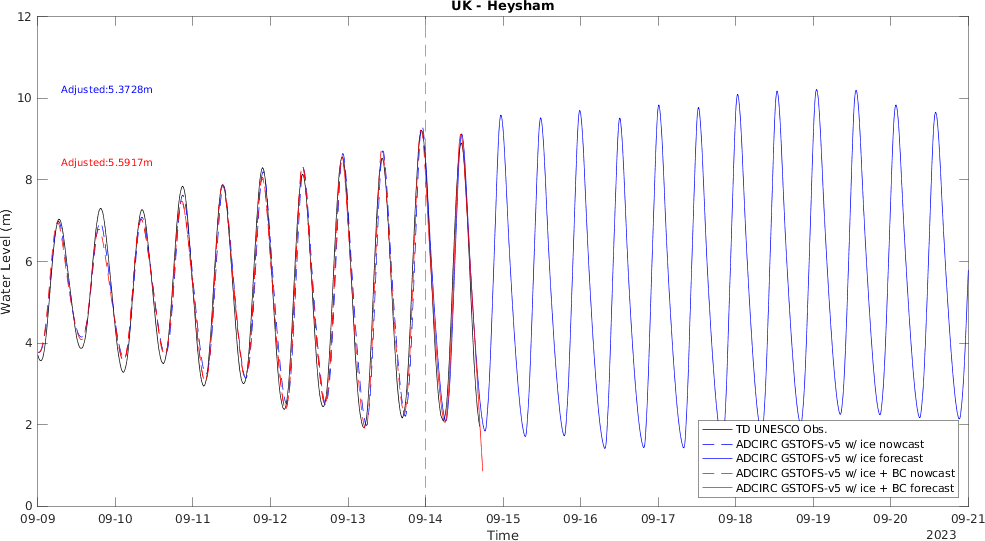 UK - Heysham
12
10
8
6
4
2
0
Water Level (m)
Adjusted:5.3728m
Adjusted:5.5917m
TD UNESCO Obs.
ADCIRC GSTOFS-v5 w/ ice nowcast
ADCIRC GSTOFS-v5 w/ ice forecast
ADCIRC GSTOFS-v5 w/ ice + BC nowcast
ADCIRC GSTOFS-v5 w/ ice + BC forecast
09-09 09-10 09-11 09-12 09-13 09-14 09-15 09-16 09-17 09-18 09-19 09-20 09-21
Time
2023